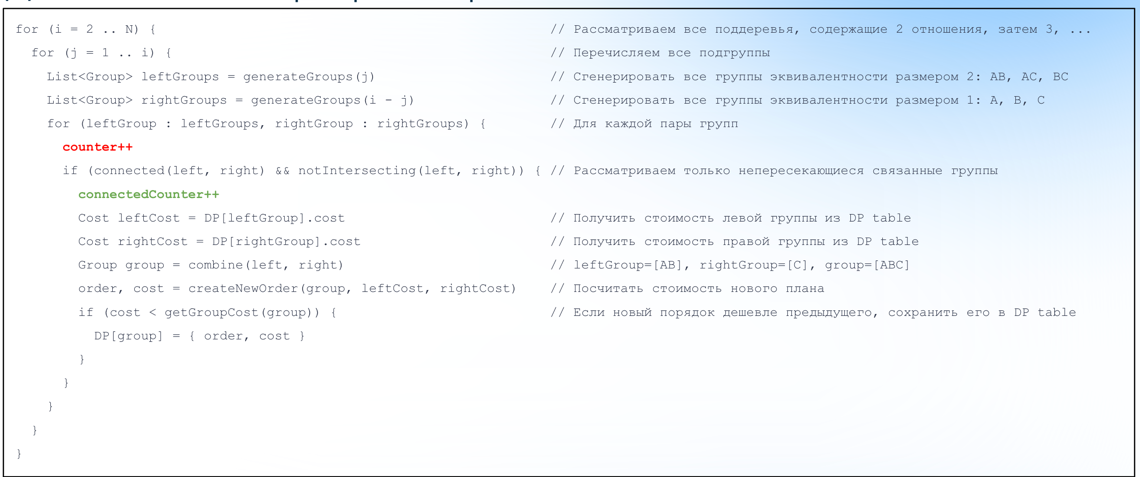 for (i = 2 .. N) { // Рассматриваем все поддеревья, содержащие 2 отношения, затем 3, ...
for (j = 1 .. i) { // Перечисляем все подгруппы
List<Group> leftGroups = generateGroups(j) // Сгенерировать все группы эквивалентности размером 2: AB, AC, BC
List<Group> rightGroups = generateGroups(i - j) // Сгенерировать все группы эквивалентности размером 1: A, B, C
for (leftGroup : leftGroups, rightGroup : rightGroups) { // Для каждой пары групп
counter++
if (connected(left, right) && notIntersecting(left, right)) { // Рассматриваем только непересекающиеся связанные группы
connectedCounter++
Cost leftCost = DP[leftGroup].cost // Получить стоимость левой группы из DP table
Cost rightCost = DP[rightGroup].cost // Получить стоимость правой группы из DP table
Group group = combine(left, right) // leftGroup=[AB], rightGroup=[C], group=[ABC]
order, cost = createNewOrder(group, leftCost, rightCost) // Посчитать стоимость нового плана
if (cost < getGroupCost(group)) { // Если новый порядок дешевле предыдущего, сохранить его в DP table
DP[group] = { order, cost }
}
}
}
}
}